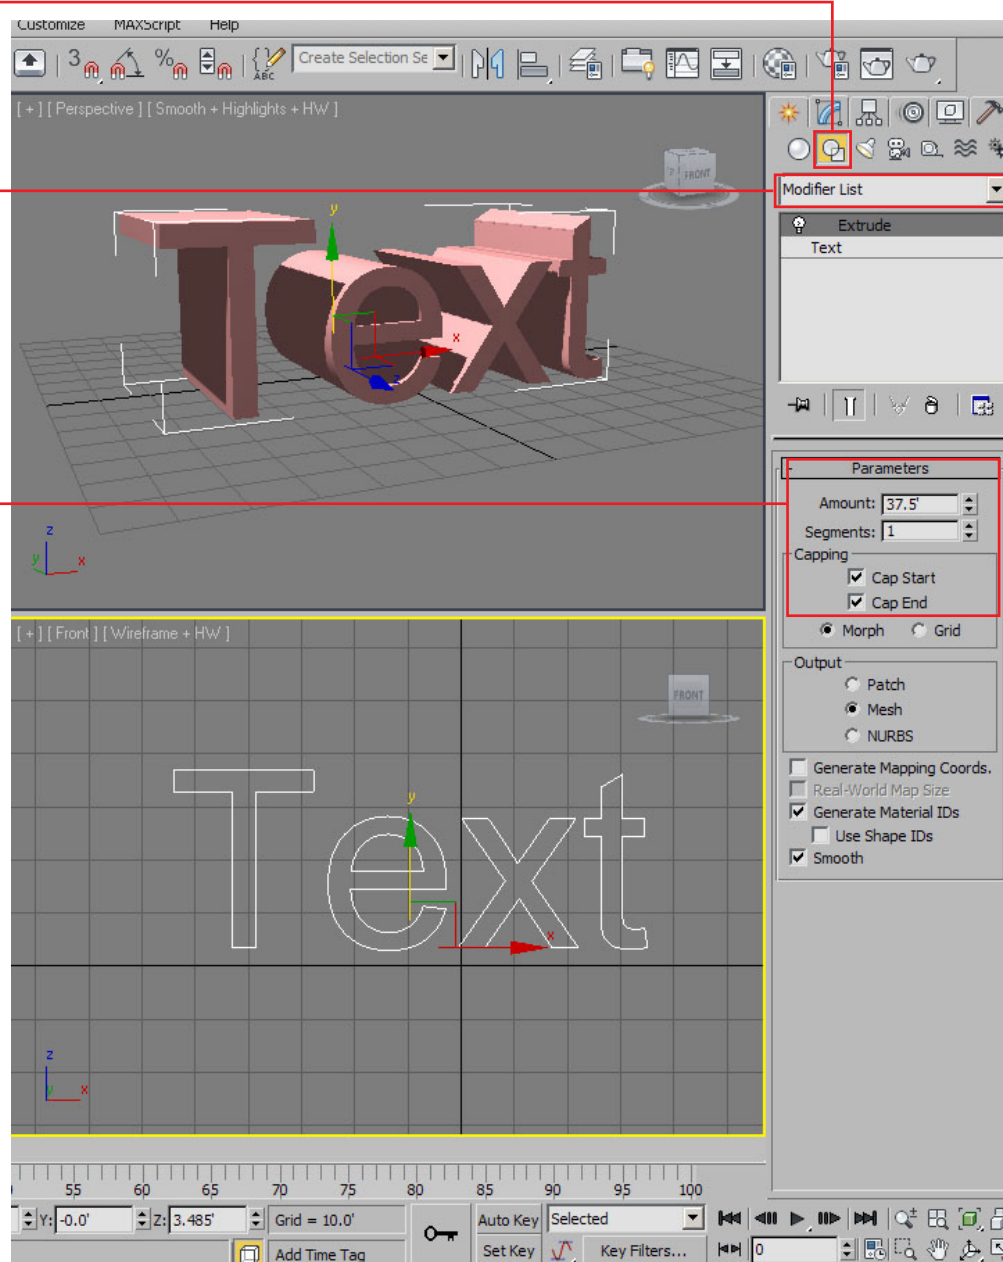 Customize MAXScript Help
3 % ABC Create Selection Se
[ + ] [ Perspective ] [ Smooth + Highlights + HW ]
FRONT
Modifier List
Extrude
Text
Text
y
x
z
z
y x
Parameters
Amount: 37.5'
Segments: 1
Capping
Cap Start
Cap End
Morph Grid
Output
Patch
Mesh
NURBS
Generate Mapping Coords.
Real-World Map Size
Generate Material IDs
Use Shape IDs
Smooth
[ + ] [ Front ] [ Wireframe + HW ]
FRONT
Text
y
x
z
y x
55 60 65 70 75 80 85 90 95 100
Y: -0.0' Z: 3.485' Grid = 10.0' Auto Key Selected
Add Time Tag Set Key Key Filters... 0